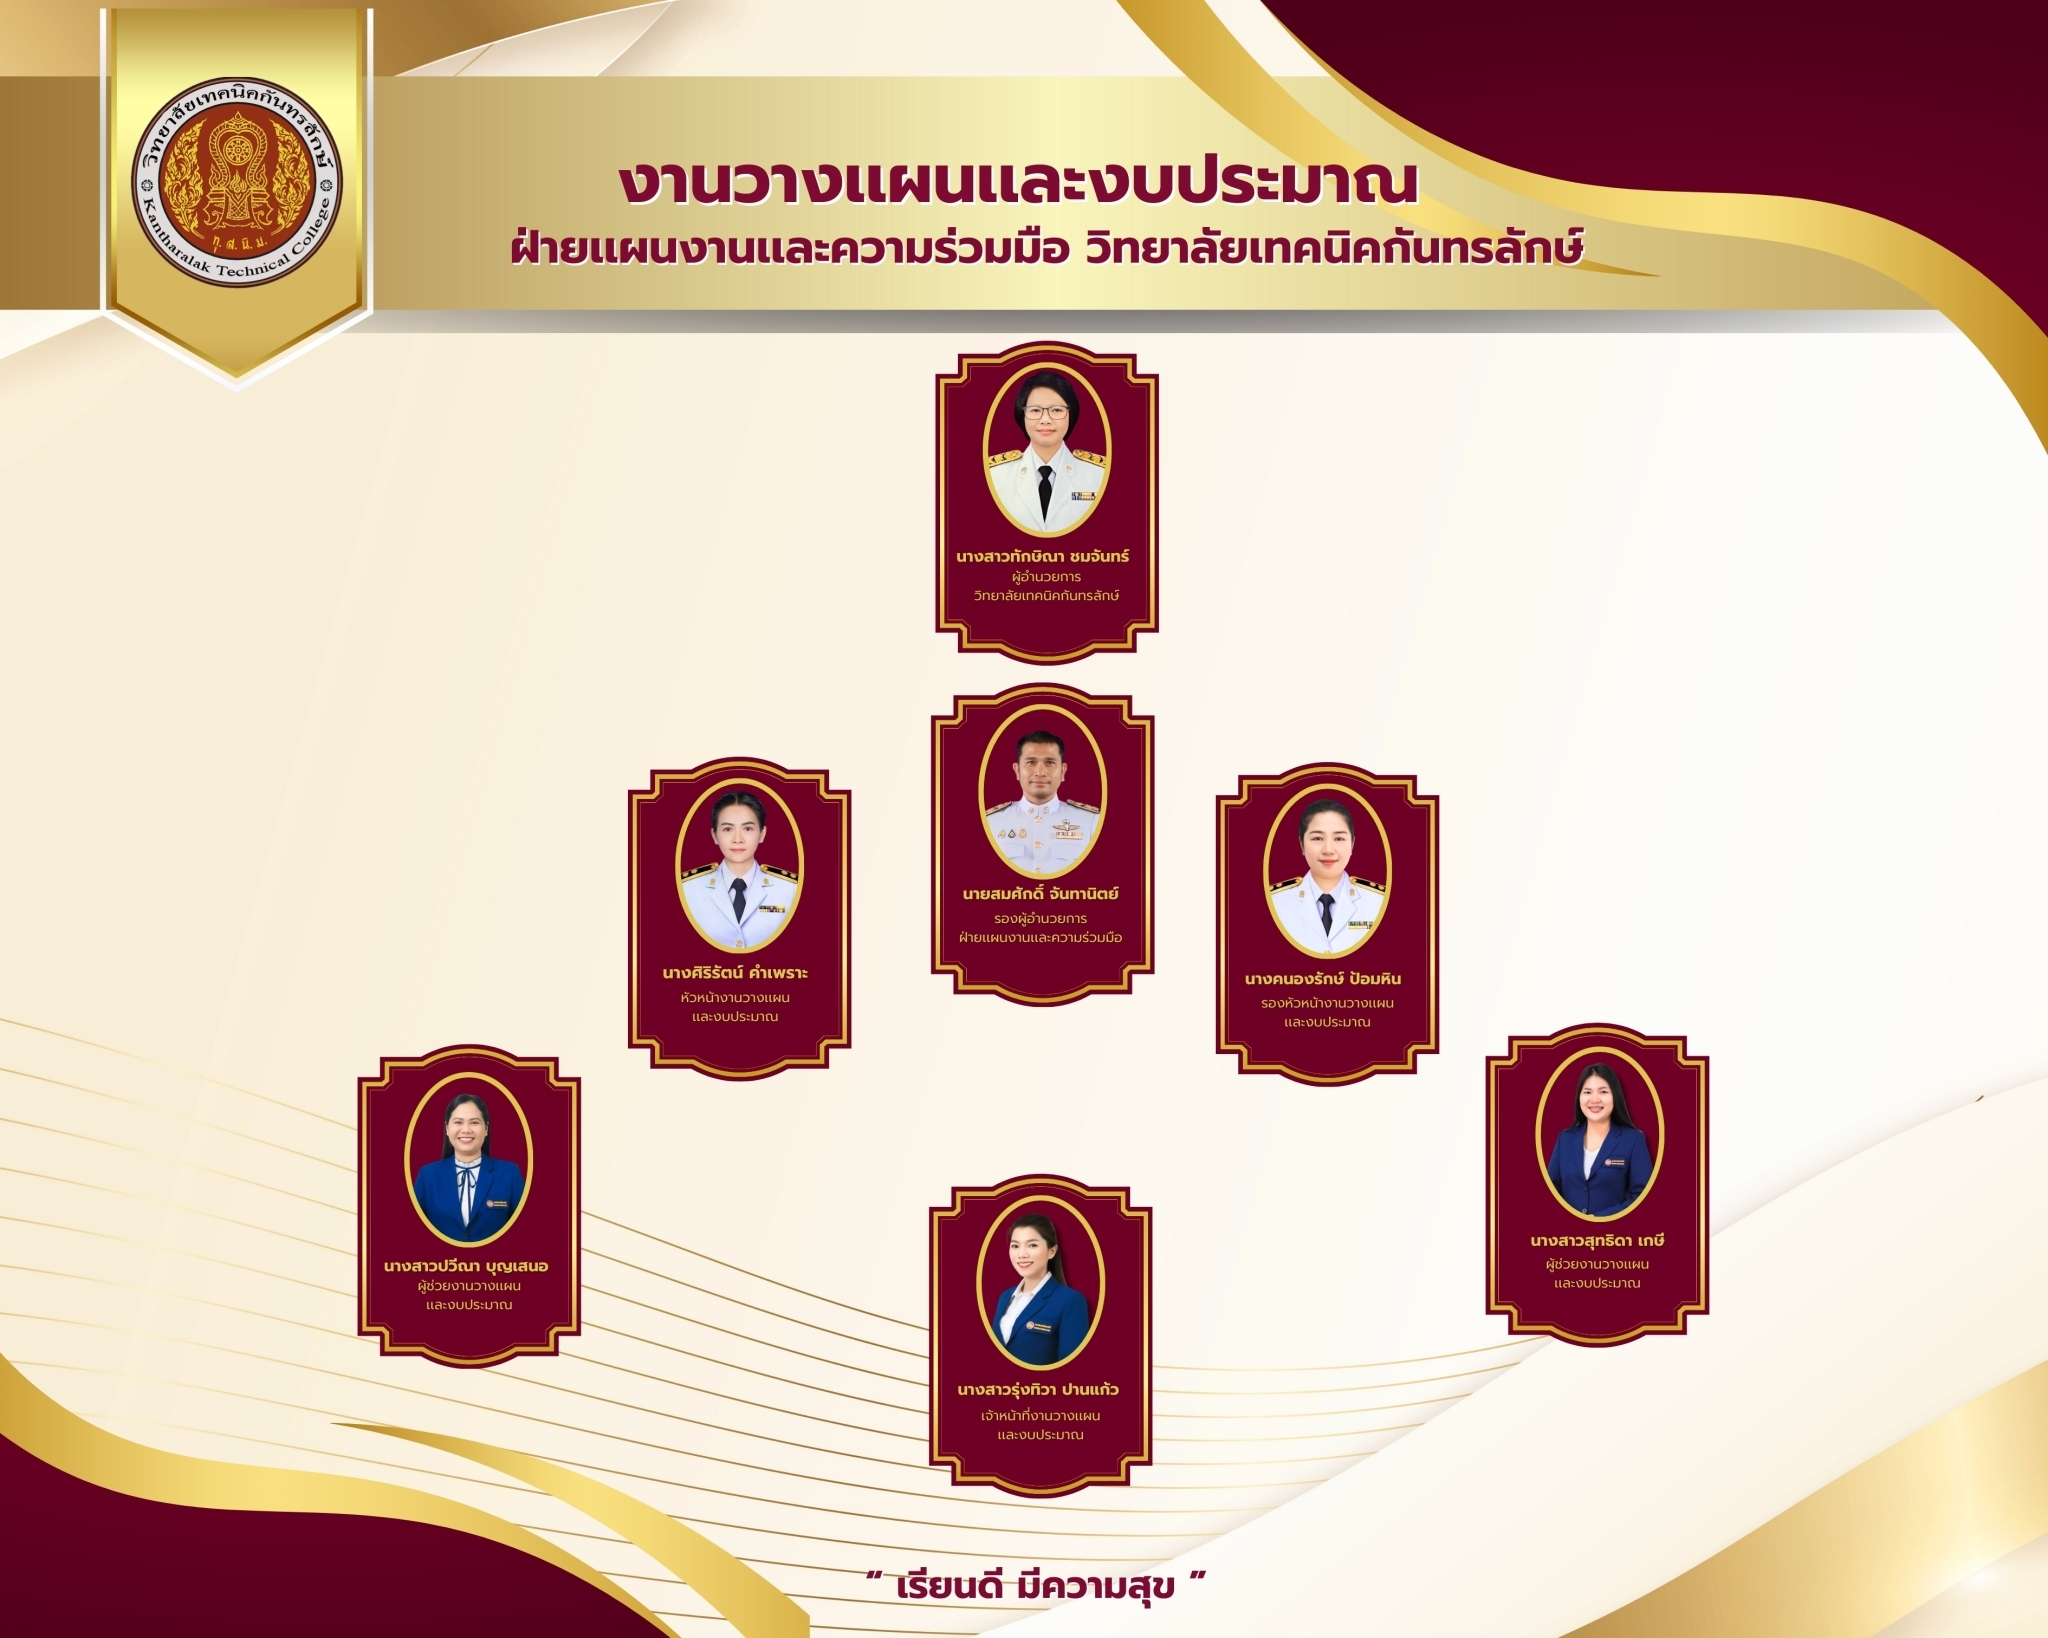 วิทยาลัยเทคนิคกันทรลักษ์
ทุ. ส. นิ. ม.
Kantharalak Technical College
งานวางแผนและงบประมาณ
ฝ่ายแผนงานและความร่วมมือ วิทยาลัยเทคนิคกันทรลักษ์
นางสาวทักษิณา ชมจันทร์
ผู้อำนวยการ
วิทยาลัยเทคนิคกันทรลักษ์
นายสมศักดิ์ จันทานิตย์
รองผู้อำนวยการ
ฝ่ายแผนงานและความร่วมมือ
นางศิริรัตน์ คำเพราะ
หัวหน้างานวางแผน
และงบประมาณ
นางคนองรักษ์ ป้อมหิน
รองหัวหน้างานวางแผน
และงบประมาณ
นางสาวปวีณา บุญเสนอ
ผู้ช่วยงานวางแผน
และงบประมาณ
นางสาวรุ่งทิวา ปานแก้ว
เจ้าหน้าที่งานวางแผน
และงบประมาณ
นางสาวสุทธิดา เกษี
ผู้ช่วยงานวางแผน
และงบประมาณ
“ เรียนดี มีความสุข ”